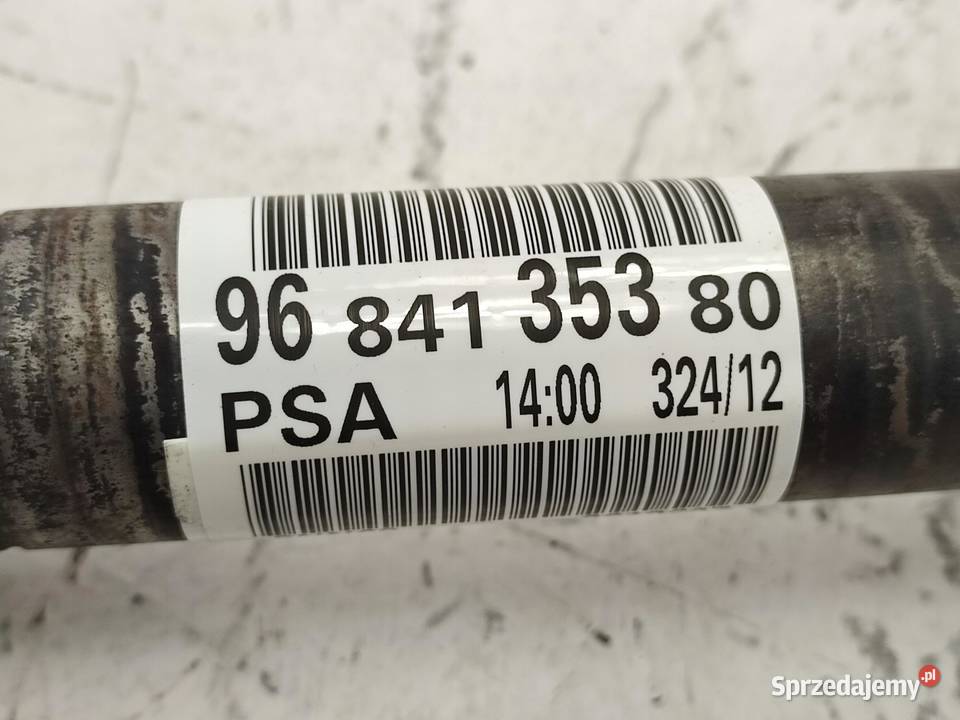 96 841 353 80
PSA 14:00 324/12
Sprzedajemy.pl